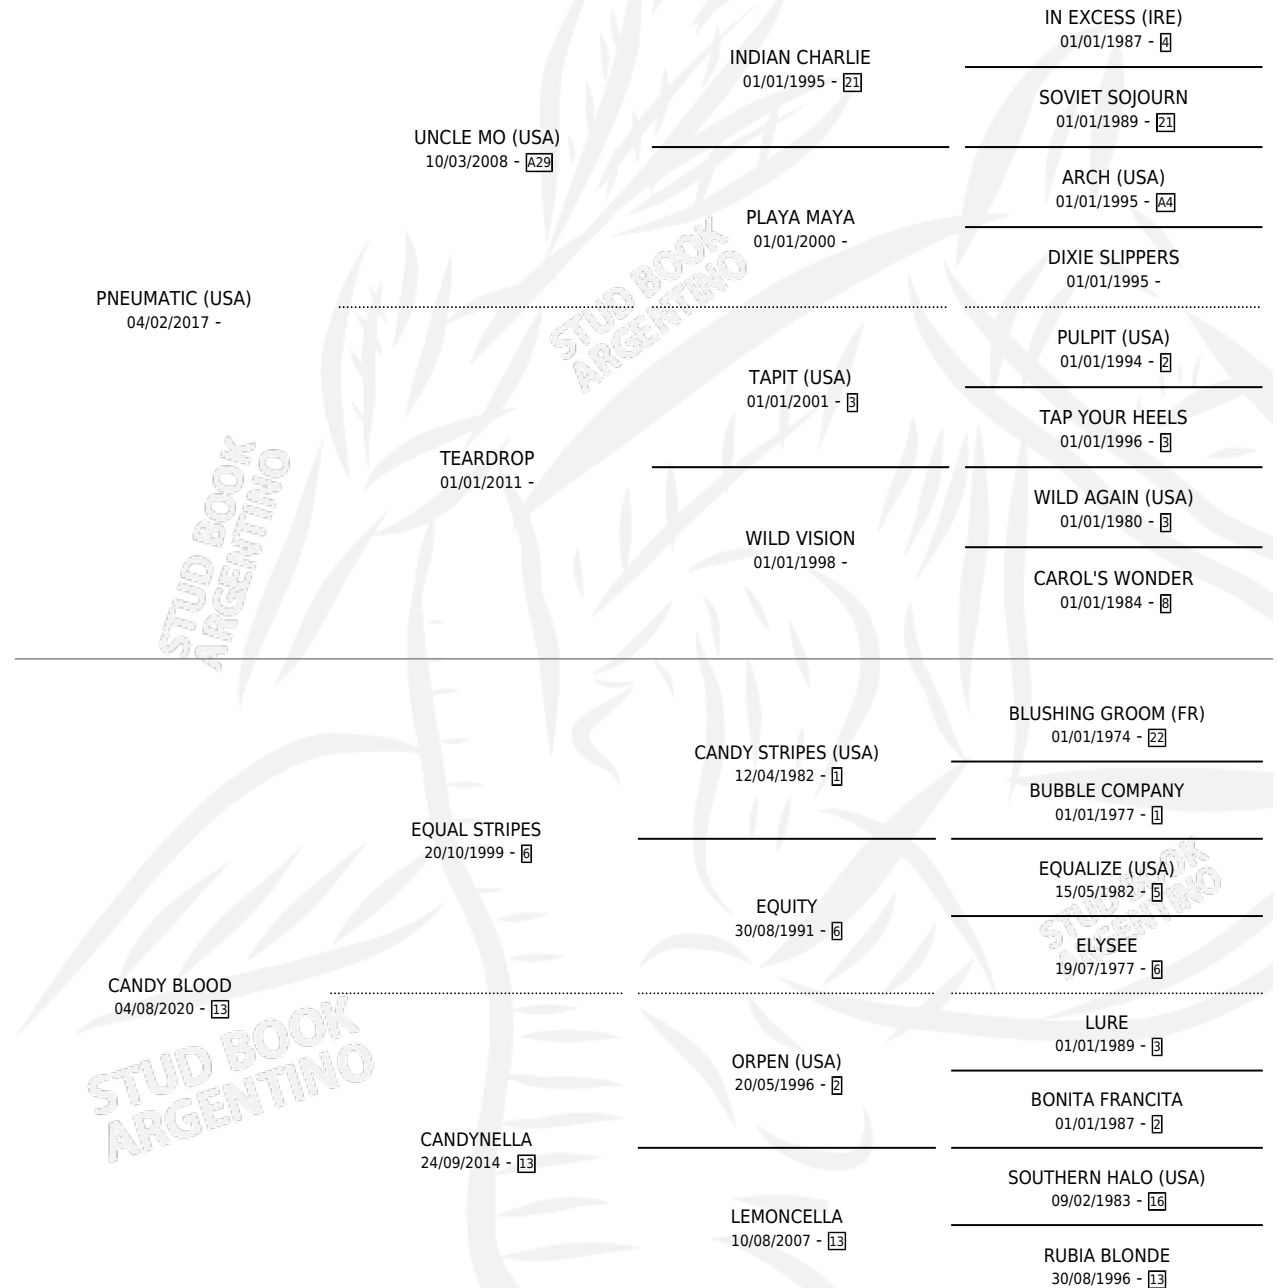 IN EXCESS (IRE)
01/01/1987 - 4
INDIAN CHARLIE
01/01/1995 - 21
SOVIET SOJOURN
01/01/1989 - 21
UNCLE MO (USA)
10/03/2008 - A29
ARCH (USA)
01/01/1995 - A4
PLAYA MAYA
01/01/2000 -
DIXIE SLIPPERS
01/01/1995 -
PNEUMATIC (USA)
04/02/2017 -
PULPIT (USA)
01/01/1994 - 2
TAPIT (USA)
01/01/2001 - 3
TAP YOUR HEELS
01/01/1996 - 3
TEARDROP
01/01/2011 -
WILD AGAIN (USA)
01/01/1980 - 3
WILD VISION
01/01/1998 -
CAROL'S WONDER
01/01/1984 - 8
BLUSHING GROOM (FR)
01/01/1974 - 22
CANDY STRIPES (USA)
12/04/1982 - 1
BUBBLE COMPANY
01/01/1977 - 1
EQUAL STRIPES
20/10/1999 - 6
EQUALIZE (USA)
15/05/1982 - 5
EQUITY
30/08/1991 - 6
ELYSEE
19/07/1977 - 6
CANDY BLOOD
04/08/2020 - 13
LURE
01/01/1989 - 3
ORPEN (USA)
20/05/1996 - 2
BONITA FRANCITA
01/01/1987 - 2
CANDYNELLA
24/09/2014 - 13
SOUTHERN HALO (USA)
09/02/1983 - 16
LEMONCELLA
10/08/2007 - 13
RUBIA BLONDE
30/08/1996 - 13
STUD BOOK
ARGENTINO
STUD BOOK
ARGENTINO
STUD BOOK
ARGENTINO
STUD BOOK
ARGENTINO